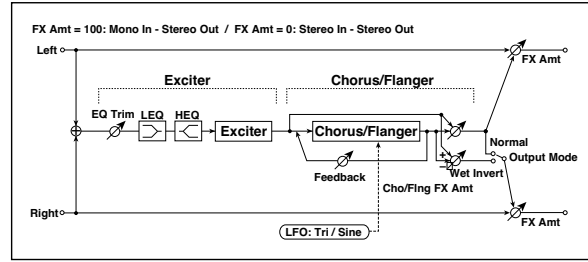 FX Amt = 100: Mono In - Stereo Out / FX Amt = 0: Stereo In - Stereo Out
Left
FX Amt
Exciter
Chorus/Flanger
EQ Trim
LEQ
HEQ
Exciter
Chorus/Flanger
Normal
Output Mode
Feedback
+
−
Wet Invert
Cho/Flng FX Amt
Right
FX Amt
LFO: Tri / Sine